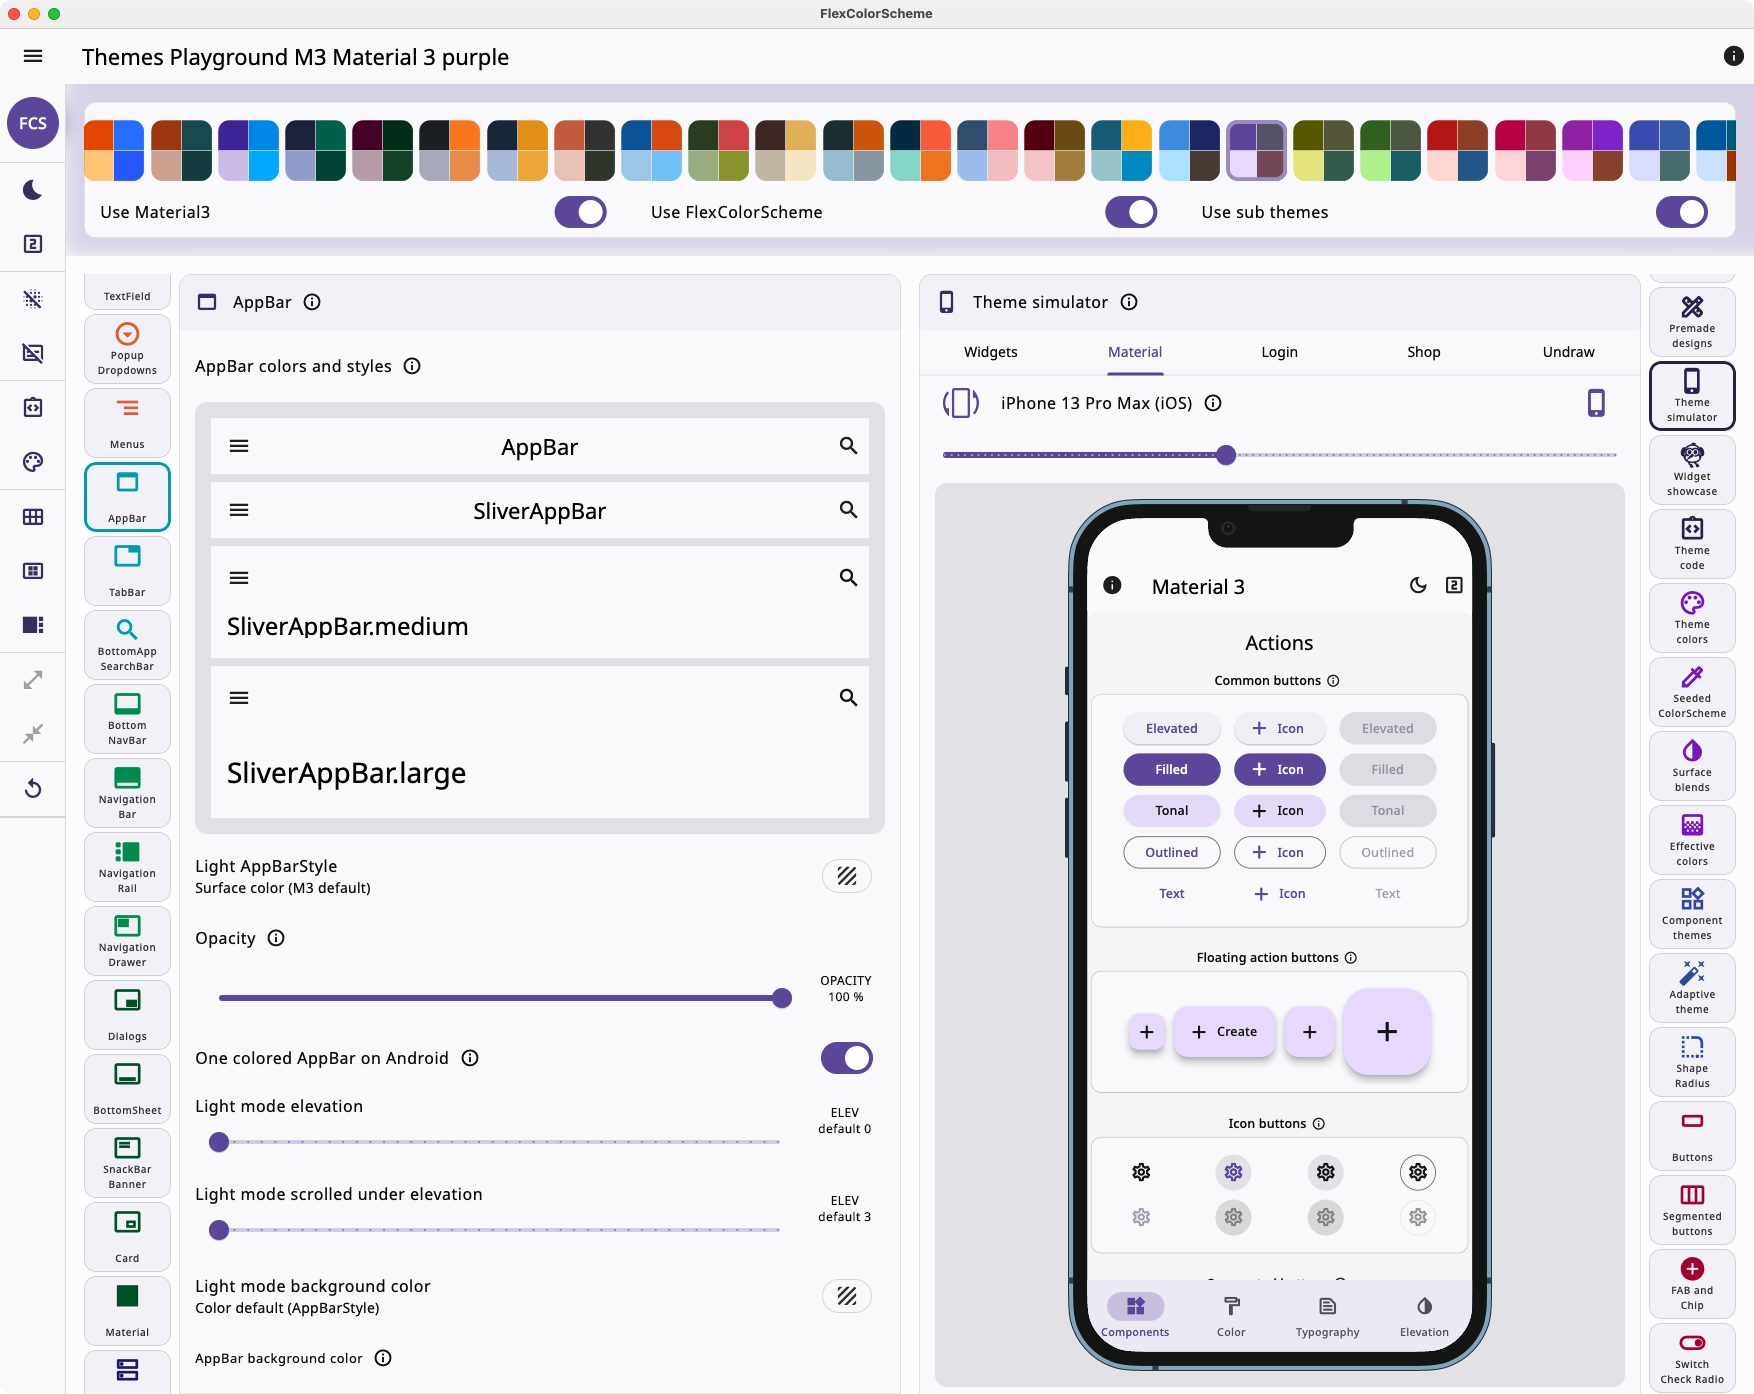 FlexColorScheme
Themes Playground M3 Material 3 purple
FCS
Use Material3
Use FlexColorScheme
Use sub themes
TextField
Popup
Dropdowns
Menus
AppBar
TabBar
BottomApp
SearchBar
Bottom
NavBar
Navigation
Bar
Navigation
Rail
Navigation
Drawer
Dialogs
BottomSheet
SnackBar
Banner
Card
Material
AppBar
AppBar colors and styles
AppBar
SliverAppBar
SliverAppBar.medium
SliverAppBar.large
Light AppBarStyle
Surface color (M3 default)
Opacity
OPACITY
100 %
One colored AppBar on Android
Light mode elevation
ELEV
default 0
Light mode scrolled under elevation
ELEV
default 3
Light mode background color
Color default (AppBarStyle)
AppBar background color
Theme simulator
Widgets
Material
Login
Shop
Undraw
iPhone 13 Pro Max (iOS)
Material 3
Actions
Common buttons
Elevated
Icon
Elevated
Filled
Icon
Filled
Tonal
Icon
Tonal
Outlined
Icon
Outlined
Text
Icon
Text
Floating action buttons
Create
Icon buttons
Components
Color
Typography
Elevation
Premade
designs
Theme
simulator
Widget
showcase
Theme
code
Theme
colors
Seeded
ColorScheme
Surface
blends
Effective
colors
Component
themes
Adaptive
theme
Shape
Radius
Buttons
Segmented
buttons
FAB and
Chip
Switch
Check Radio